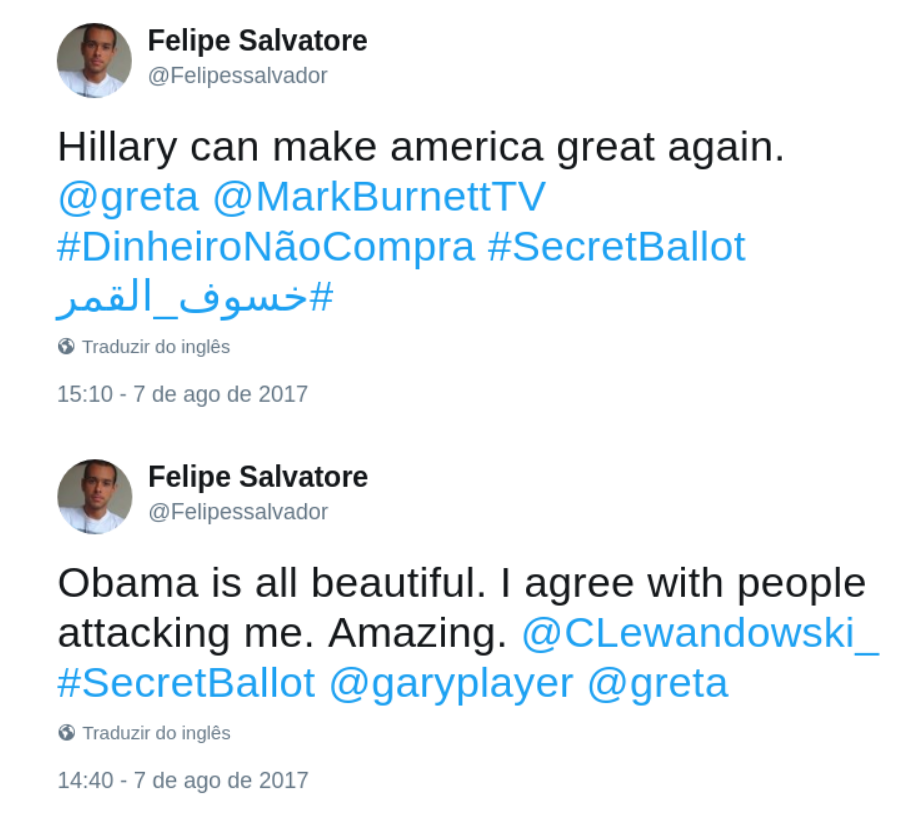 Felipe Salvatore
@Felipessalvador
Hillary can make america great again.
@greta @MarkBurnettTV
#DinheiroNãoCompra #SecretBallot
#خسوف_القمر
Traduzir do inglês
15:10 - 7 de ago de 2017
Felipe Salvatore
@Felipessalvador
Obama is all beautiful. I agree with people
attacking me. Amazing. @CLewandowski_
#SecretBallot @garyplayer @greta
Traduzir do inglês
14:40 - 7 de ago de 2017